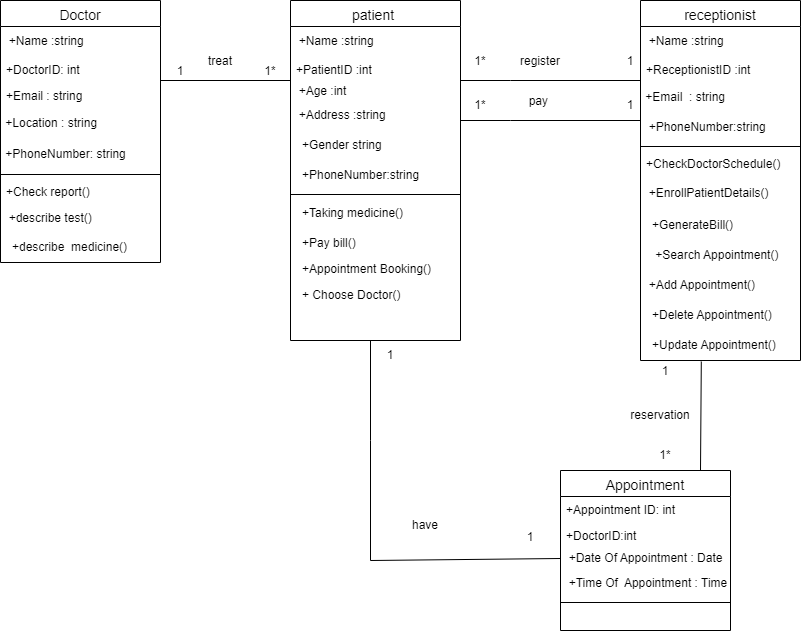 Doctor
+Name :string
+DoctorID: int
+Email : string
+Location : string
+PhoneNumber: string
+Check report()
+describe test()
+describe  medicine()
treat
1
1*
patient
+Name :string
+PatientID :int
+Age :int
+Address :string
+Gender string
+PhoneNumber:string
+Taking medicine()
+Pay bill()
+Appointment Booking()
+ Choose Doctor()
1*
register
1
1*
pay
1
receptionist
+Name :string
+ReceptionistID :int
+Email  : string
+PhoneNumber:string
+CheckDoctorSchedule()
+EnrollPatientDetails()
+GenerateBill()
+Search Appointment()
+Add Appointment()
+Delete Appointment()
+Update Appointment()
1
reservation
1*
1
have
1
Appointment
+Appointment ID: int
+DoctorID:int
+Date Of Appointment : Date
+Time Of  Appointment : Time